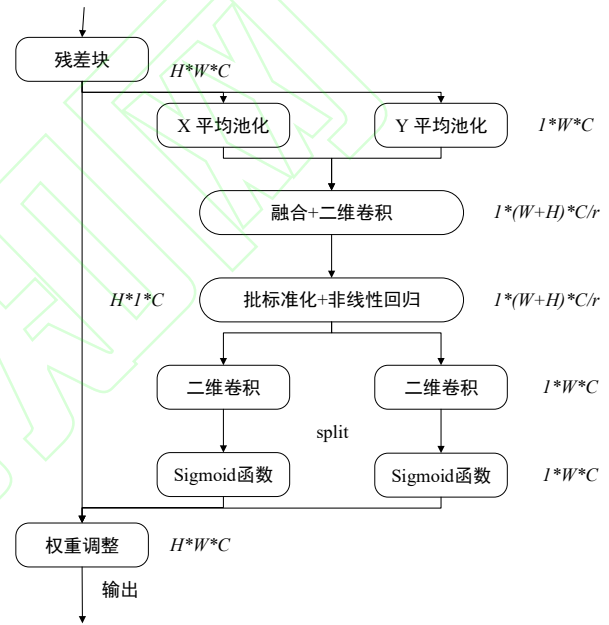 残差块
H*W*C
X 平均池化
Y 平均池化
1*W*C
融合+二维卷积
1*(W+H)*C/r
H*1*C
批标准化+非线性回归
1*(W+H)*C/r
二维卷积
二维卷积
1*W*C
split
Sigmoid函数
Sigmoid函数
1*W*C
权重调整
H*W*C
输出